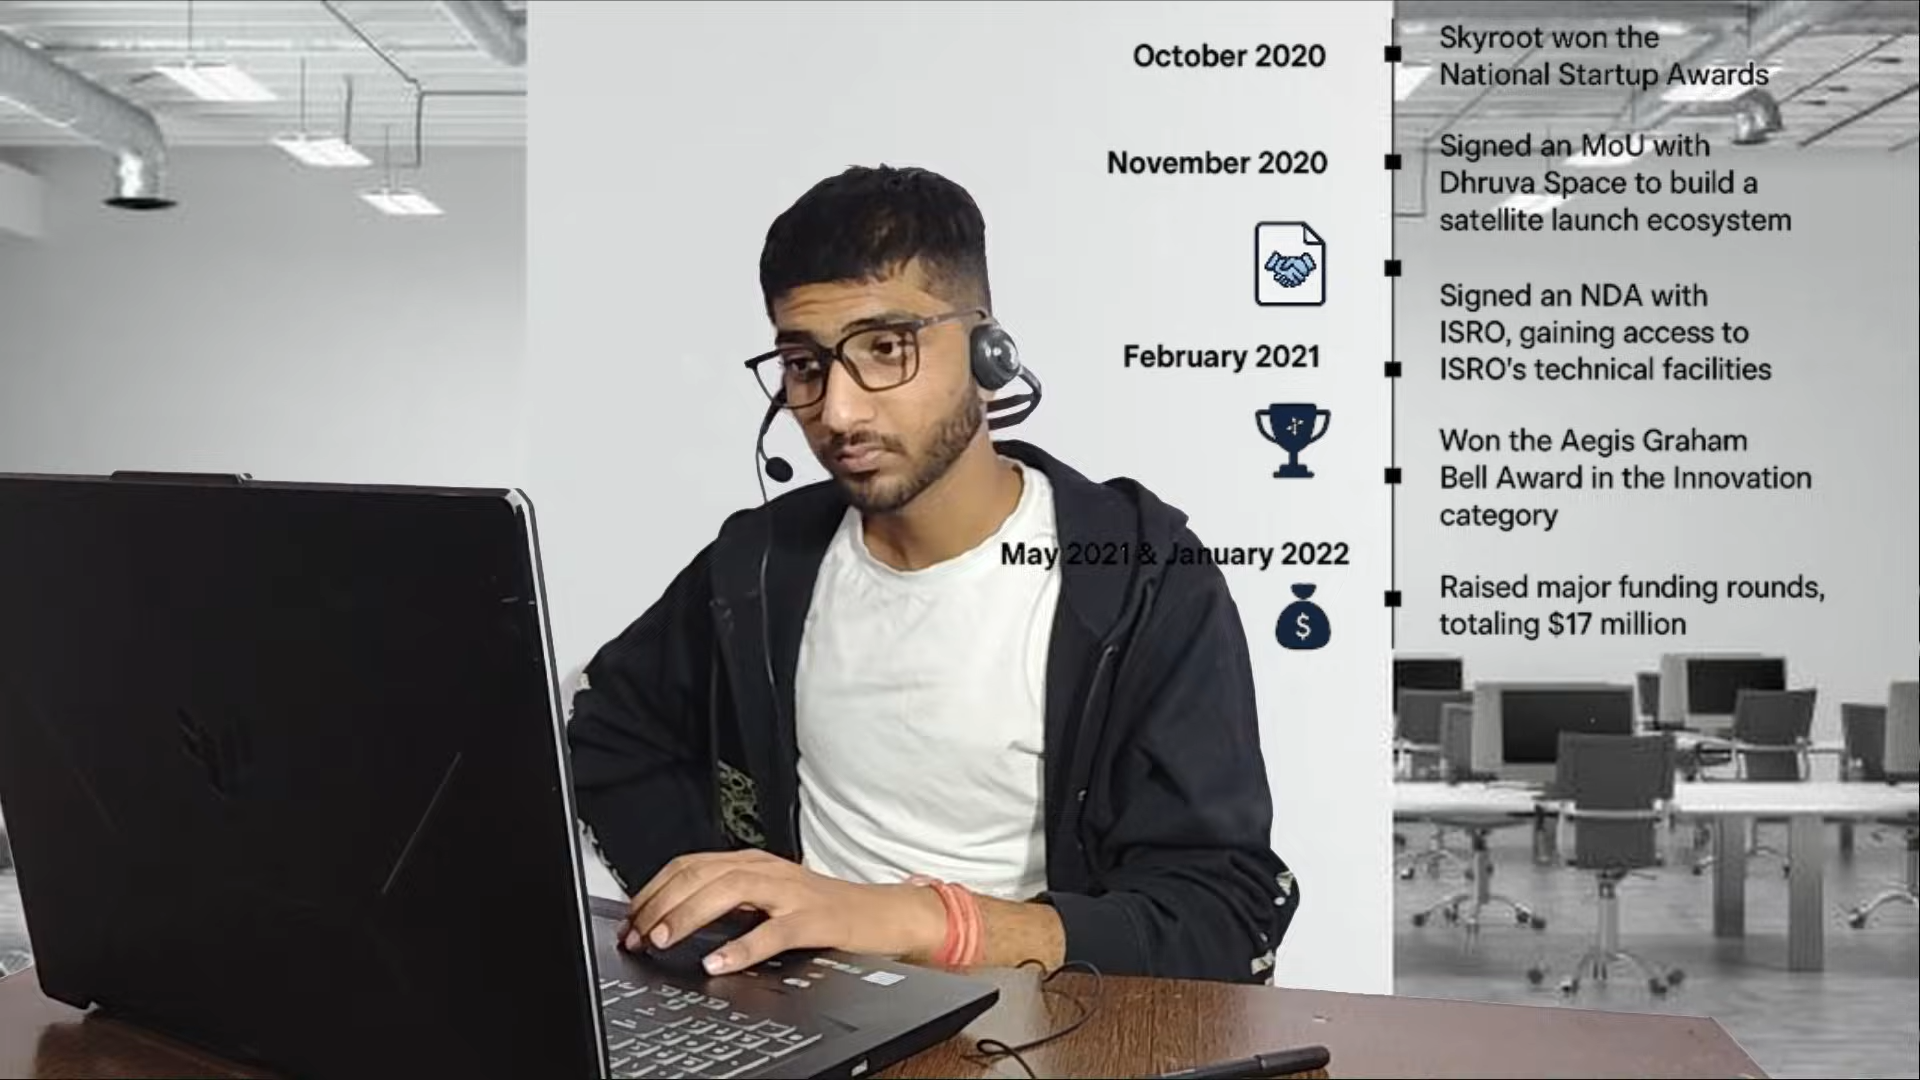 October 2020
Skyroot won the
National Startup Awards
November 2020
Signed an MoU with
Dhruva Space to build a
satellite launch ecosystem
Signed an NDA with
ISRO, gaining access to
ISRO's technical facilities
February 2021
Won the Aegis Graham
Bell Award in the Innovation
category
May 2021 & January 2022
$
Raised major funding rounds,
totaling $17 million